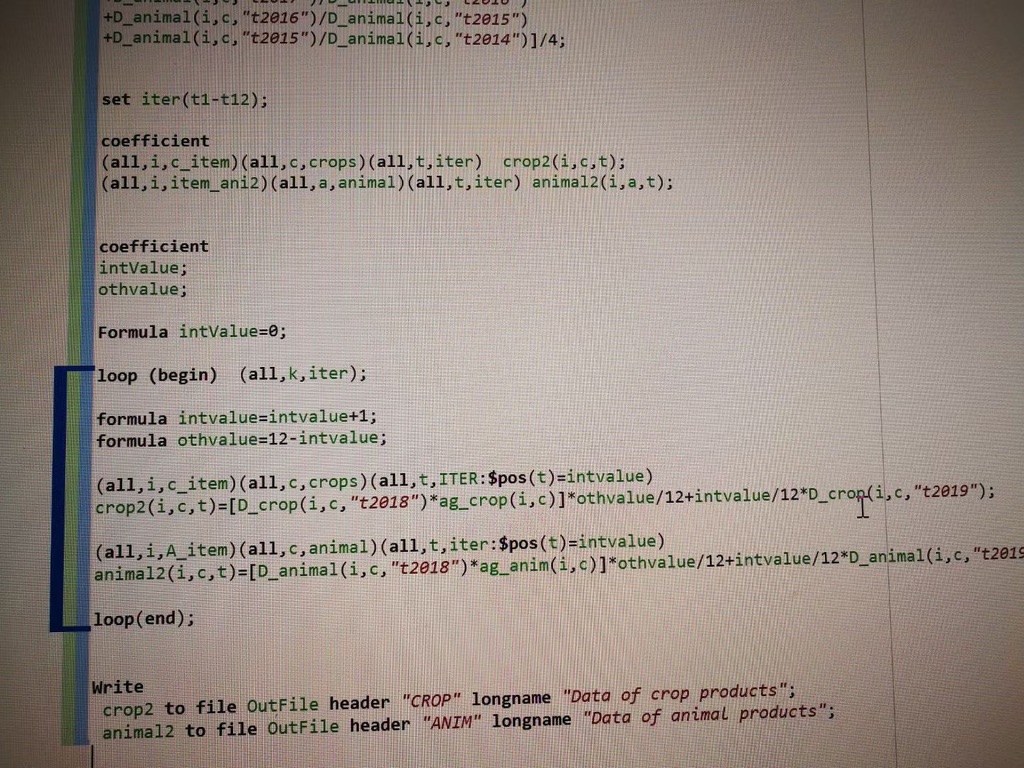 +D_animal(i,c,"t2016")/D_animal(i,c,"t2015")
+D_animal(i,c,"t2015")/D_animal(i,c,"t2014")]/4;
set iter(t1-t12);
coefficient
(all,i,c_item)(all,c,crops)(all,t,iter) crop2(i,c,t);
(all,i,item_ani2)(all,a,animal)(all,t,iter) animal2(i,a,t);
coefficient
intValue;
othvalue;
Formula intValue=0;
loop (begin) (all,k,iter);
formula intvalue=intvalue+1;
formula othvalue=12-intvalue;
(all,i,c_item)(all,c,crops)(all,t,ITER:$pos(t)=intvalue)
crop2(i,c,t)=[D_crop(i,c,"t2018")*ag_crop(i,c)]*othvalue/12+intvalue/12*D_crop(i,c,"t2019");
(all,i,A_item)(all,c,animal)(all,t,iter:$pos(t)=intvalue)
animal2(i,c,t)=[D_animal(i,c,"t2018")*ag_anim(i,c)]*othvalue/12+intvalue/12*D_animal(i,c,"t2019
loop(end);
Write
crop2 to file OutFile header "CROP" longname "Data of crop products";
animal2 to file OutFile header "ANIM" longname "Data of animal products";